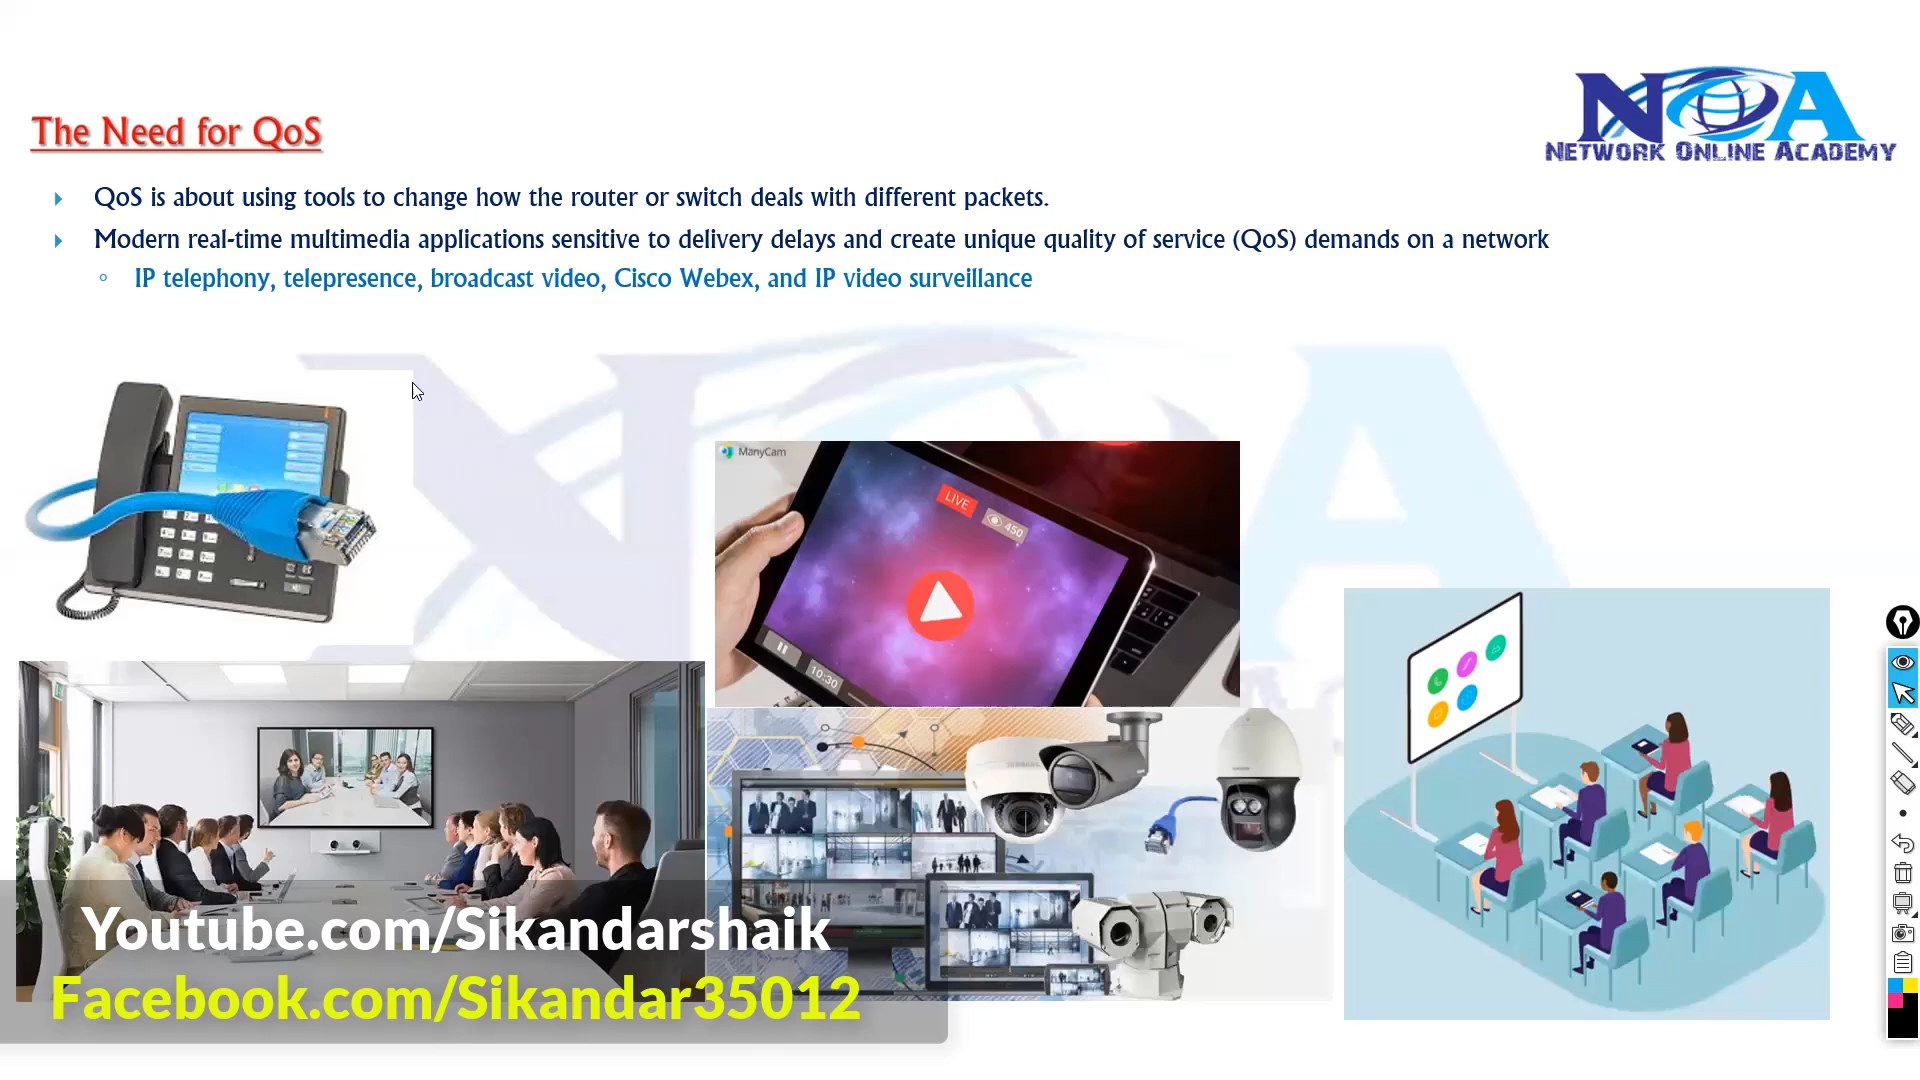 NOA
NETWORK ONLINE ACADEMY
The Need for QoS
QoS is about using tools to change how the router or switch deals with different packets.
Modern real-time multimedia applications sensitive to delivery delays and create unique quality of service (QoS) demands on a network
IP telephony, telepresence, broadcast video, Cisco Webex, and IP video surveillance
ManyCam
LIVE
450
10:30
Youtube.com/Sikandarshaik
Facebook.com/Sikandar35012